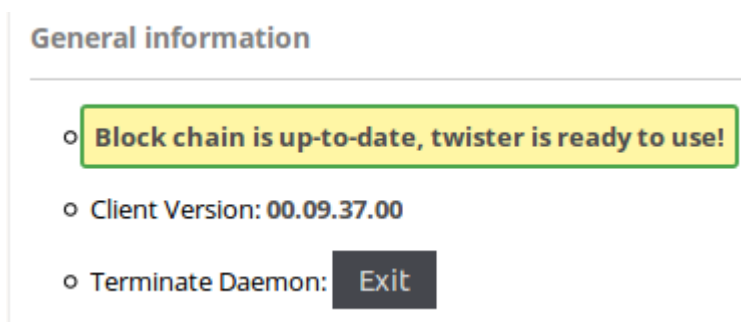 General information
Block chain is up-to-date, twister is ready to use!
Client Version: 00.09.37.00
Terminate Daemon: Exit